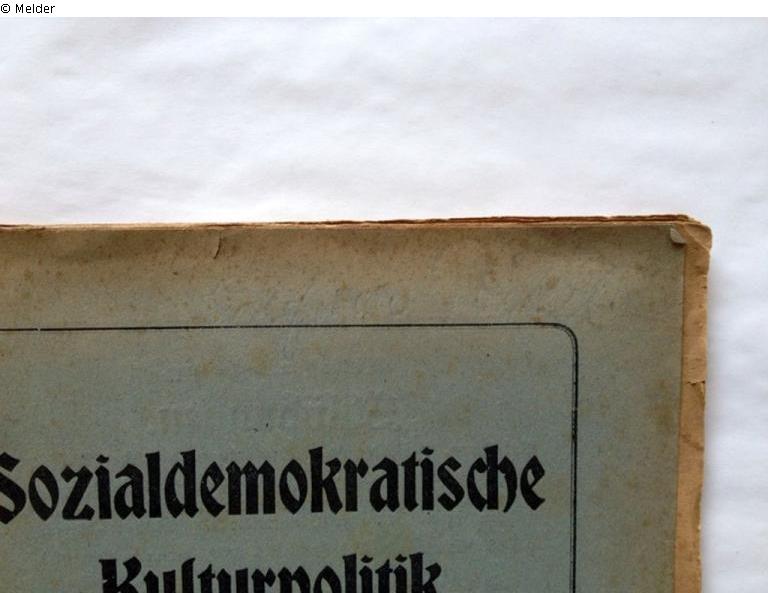 © Melder
Sozialdemokratische
Kulturpolitik